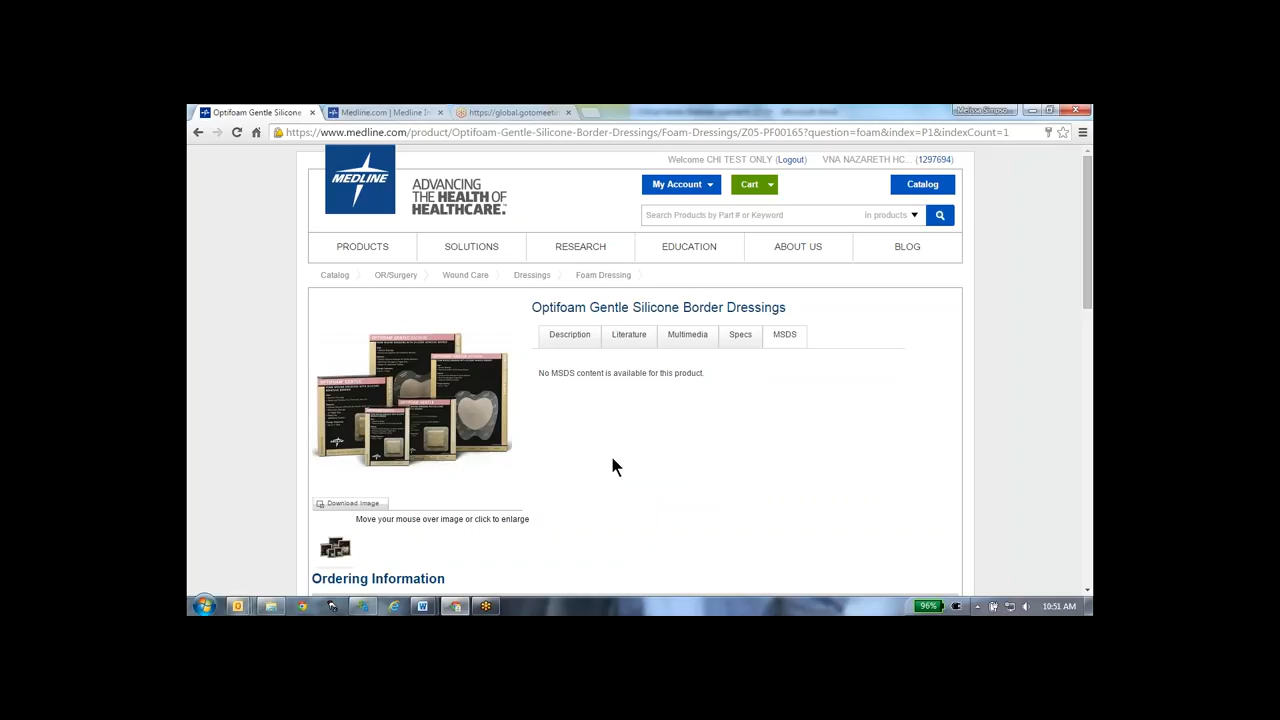 Optifoam Gentle Silicone
Medline.com | Medline In
https://global.gotomeeti
https://www.medline.com/product/Optifoam-Gentle-Silicone-Border-Dressings/Foam-Dressings/Z05-PF00165?question=foam&index=P1&indexCount=1
Welcome CHI TEST ONLY (Logout) VNA NAZARETH HC... (1297694)
MEDLINE
ADVANCING
THE HEALTH OF
HEALTHCARE.
My Account Cart Catalog
Search Products by Part # or Keyword in products
PRODUCTS SOLUTIONS RESEARCH EDUCATION ABOUT US BLOG
Catalog OR/Surgery Wound Care Dressings Foam Dressing
Optifoam Gentle Silicone Border Dressings
Description Literature Multimedia Specs MSDS
No MSDS content is available for this product.
Download Image
Move your mouse over image or click to enlarge
Ordering Information
96% 10:51 AM